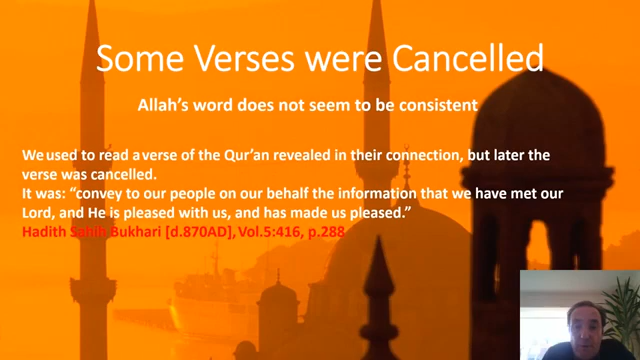 Some Verses were Cancelled
Allah's word does not seem to be consistent
We used to read a verse of the Qur'an revealed in their connection, but later the
verse was cancelled.
It was: "convey to our people on our behalf the information that we have met our
Lord, and He is pleased with us, and has made us pleased."
Hadith Sahih Bukhari [d.870AD], Vol.5:416, p.288